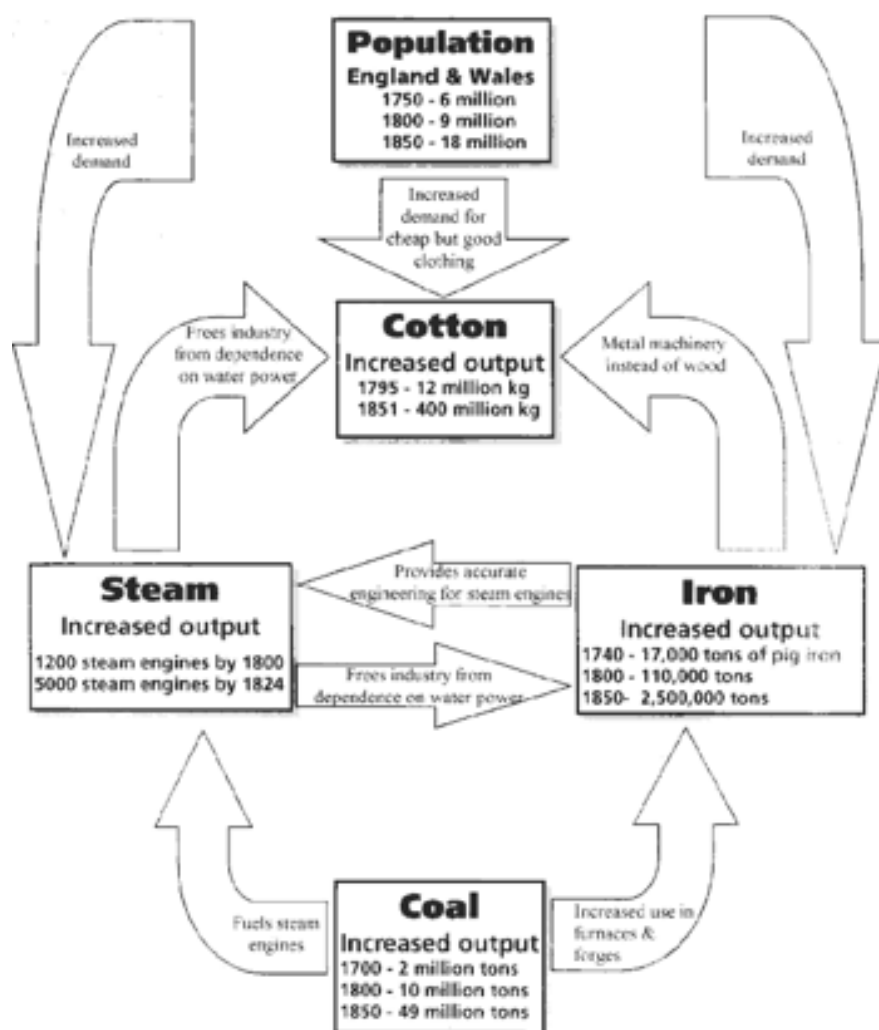 Population
England & Wales
1750 - 6 million
1800 - 9 million
1850 - 18 million
Increased
demand
Increased
demand
Increased
demand for
cheap but good
clothing
Cotton
Increased output
1795 - 12 million kg
1851 - 400 million kg
Frees industry
from dependence
on water power
Metal machinery
instead of wood
Steam
Increased output
1200 steam engines by 1800
5000 steam engines by 1824
Provides accurate
engineering for steam engines
Frees industry from
dependence on water power
Iron
Increased output
1740 - 17,000 tons of pig iron
1800 - 110,000 tons
1850- 2,500,000 tons
Fuels steam
engines
Coal
Increased output
1700 - 2 million tons
1800 - 10 million tons
1850 - 49 million tons
Increased use in
furnaces &
forges